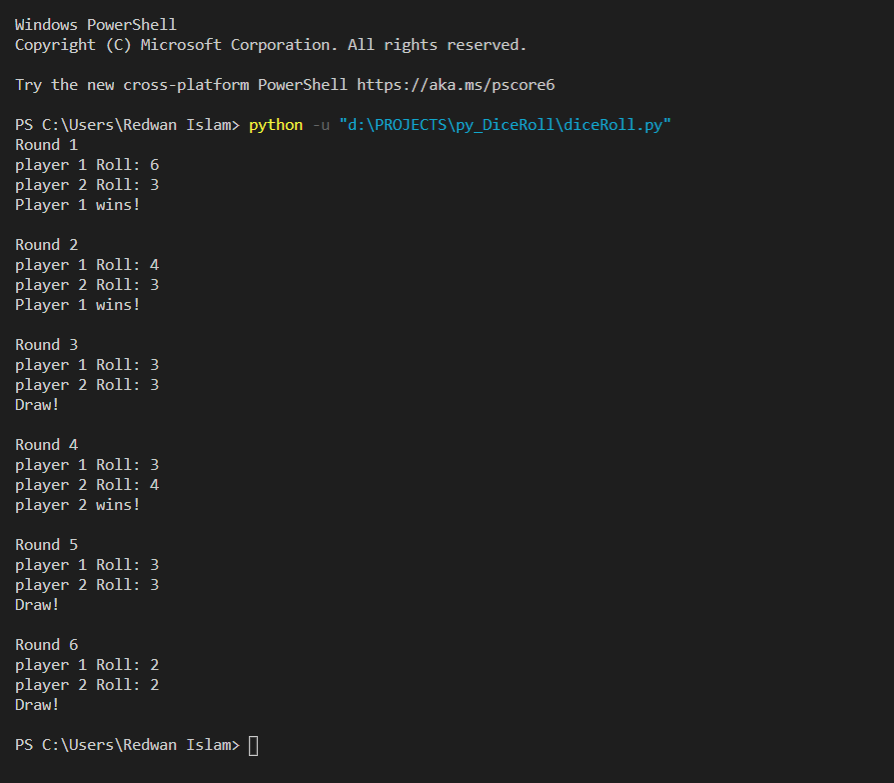 Windows PowerShell
Copyright (C) Microsoft Corporation. All rights reserved.
Try the new cross-platform PowerShell https://aka.ms/pscore6
PS C:\Users\Redwan Islam> python -u "d:\PROJECTS\py_DiceRoll\diceRoll.py"
Round 1
player 1 Roll: 6
player 2 Roll: 3
Player 1 wins!
Round 2
player 1 Roll: 4
player 2 Roll: 3
Player 1 wins!
Round 3
player 1 Roll: 3
player 2 Roll: 3
Draw!
Round 4
player 1 Roll: 3
player 2 Roll: 4
player 2 wins!
Round 5
player 1 Roll: 3
player 2 Roll: 3
Draw!
Round 6
player 1 Roll: 2
player 2 Roll: 2
Draw!
PS C:\Users\Redwan Islam>